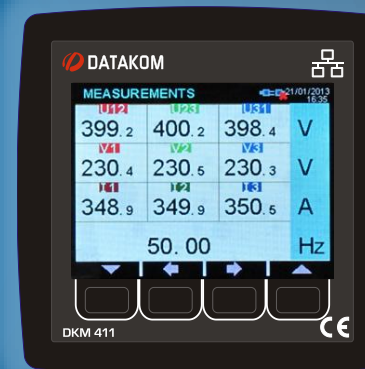 DATAKOM
MEASUREMENTS 21/01/2013
16:35
U12 U23 U31
399.2 400.2 398.4 V
V1 V2 V3
230.4 230.5 230.3 V
I1 I2 I3
348.9 349.9 350.5 A
50.00 Hz
DKM 411 CE